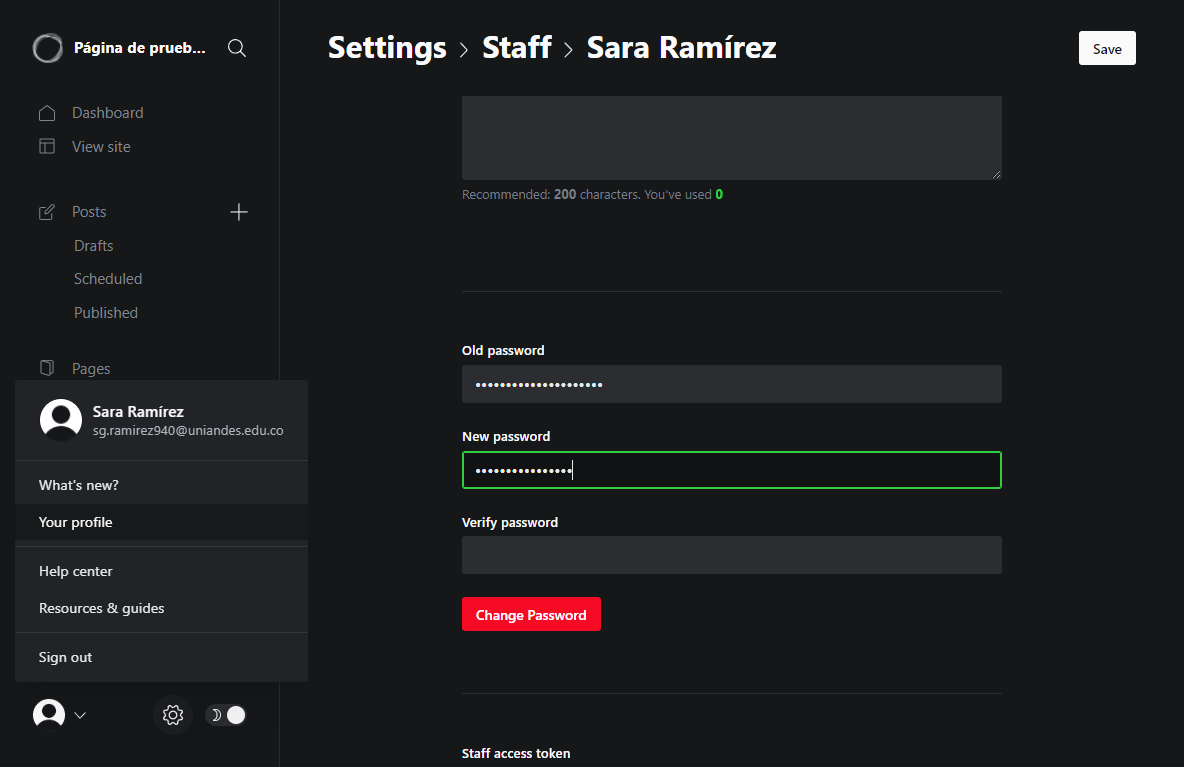 Página de prueb...
Settings > Staff > Sara Ramírez
Save
Dashboard
View site
Posts
Drafts
Scheduled
Published
Pages
Sara Ramírez
sg.ramirez940@uniandes.edu.co
What's new?
Your profile
Help center
Resources & guides
Sign out
Recommended: 200 characters. You've used 0
Old password
•••••••••••••••••••••
New password
••••••••••••••••
Verify password
Change Password
Staff access token